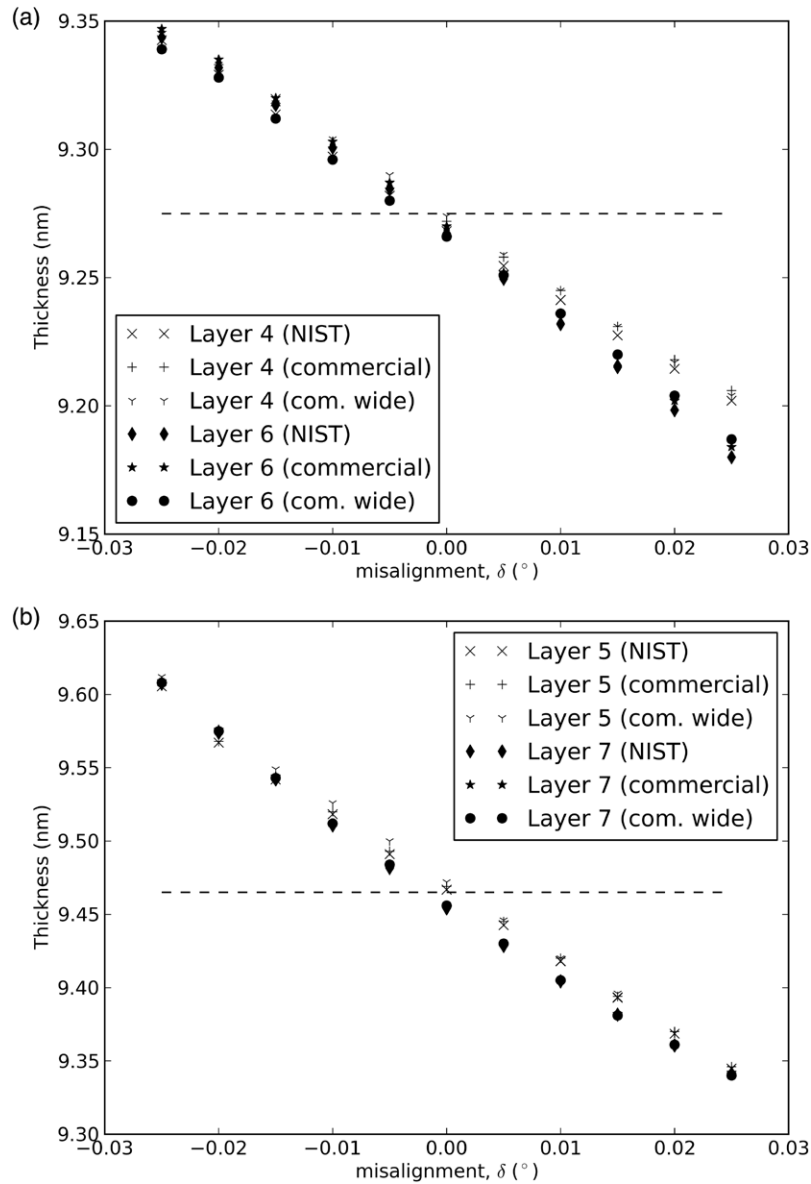 (a)
9.35
9.30
9.25
9.20
9.15
Thickness (nm)
Layer 4 (NIST)
Layer 4 (commercial)
Layer 4 (com. wide)
Layer 6 (NIST)
Layer 6 (commercial)
Layer 6 (com. wide)
−0.03 −0.02 −0.01 0.00 0.01 0.02 0.03
misalignment, δ (°)
(b)
9.65
9.60
9.55
9.50
9.45
9.40
9.35
9.30
Thickness (nm)
Layer 5 (NIST)
Layer 5 (commercial)
Layer 5 (com. wide)
Layer 7 (NIST)
Layer 7 (commercial)
Layer 7 (com. wide)
−0.03 −0.02 −0.01 0.00 0.01 0.02 0.03
misalignment, δ (°)